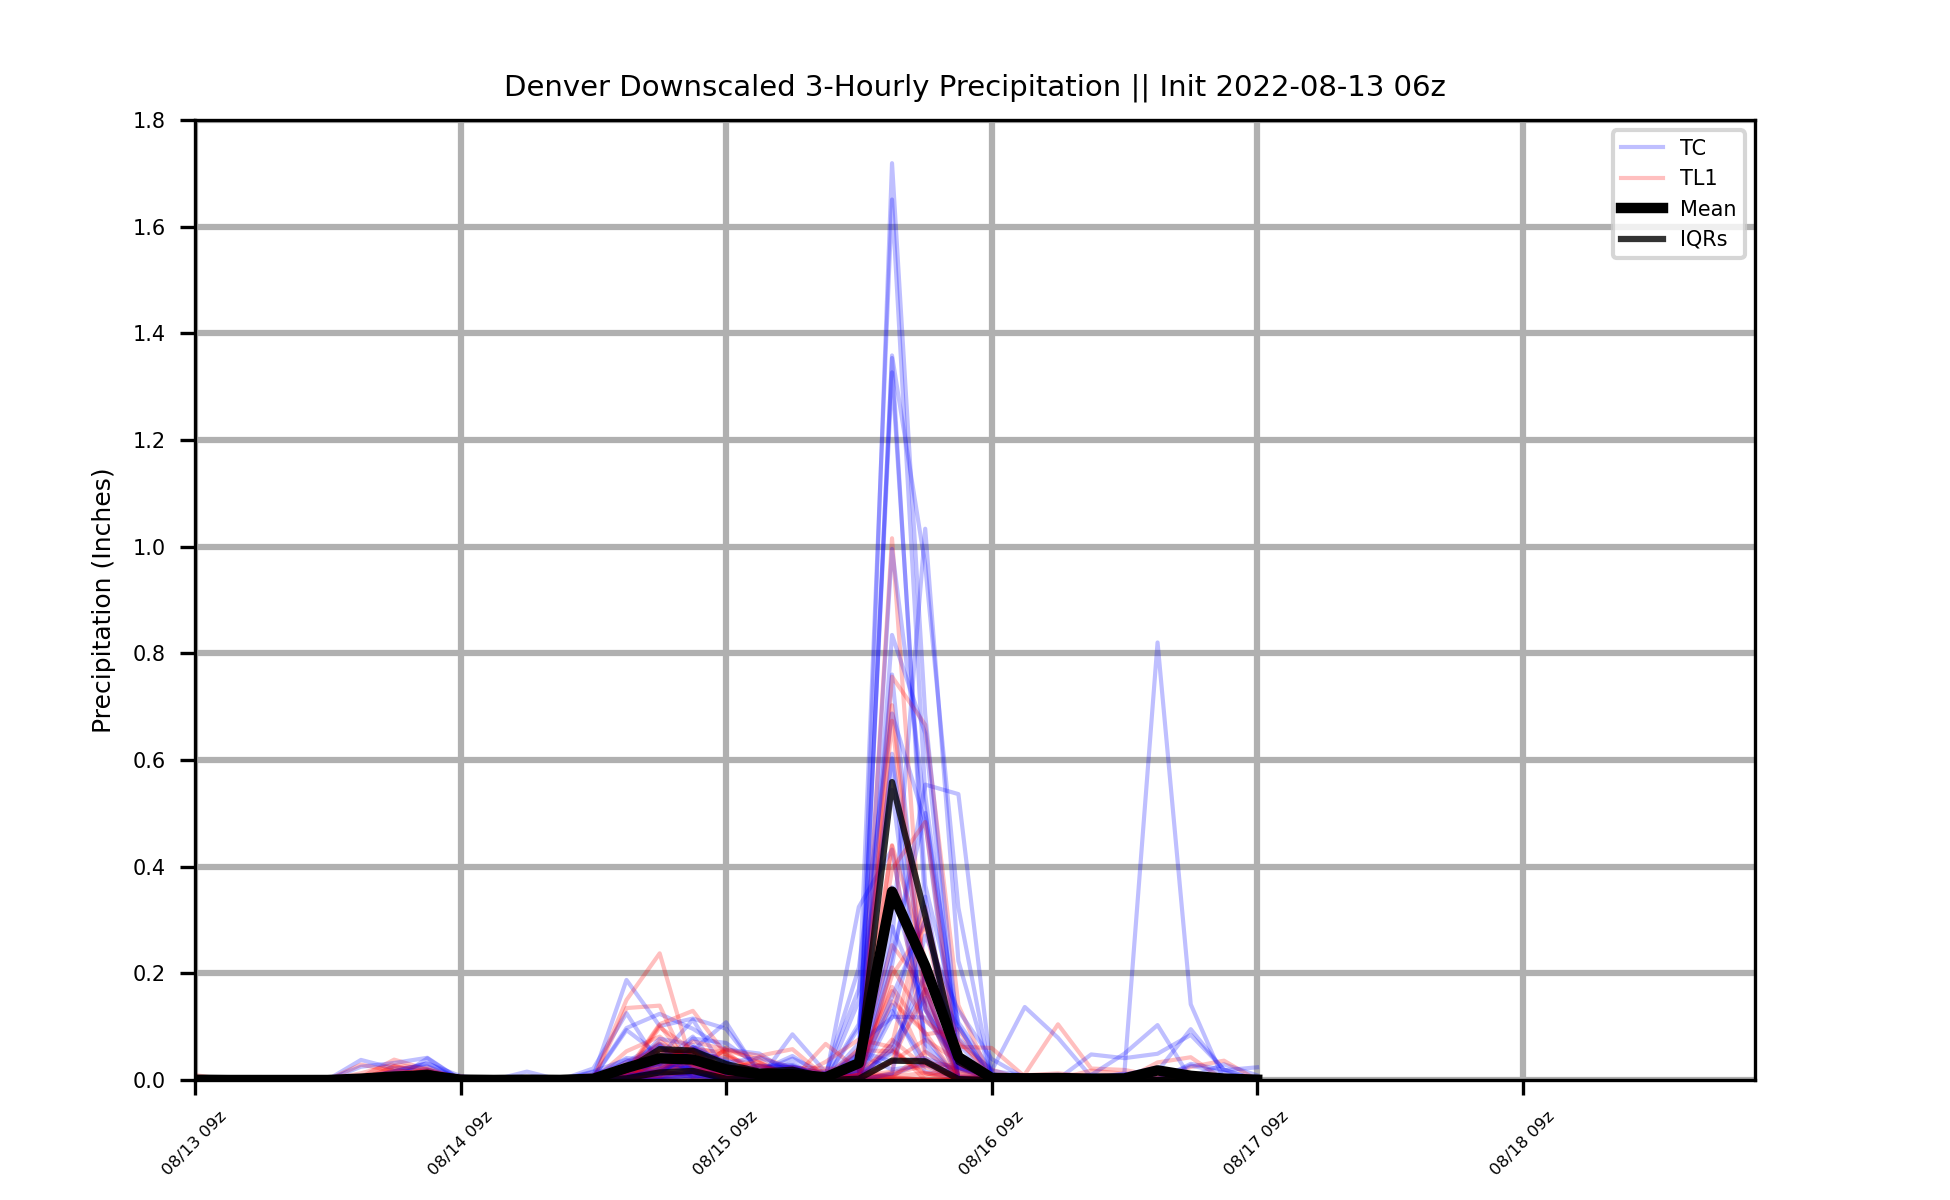 Denver Downscaled 3-Hourly Precipitation || Init 2022-08-13 06z
TC
TL1
Mean
IQRs
Precipitation (Inches)
1.8
1.6
1.4
1.2
1.0
0.8
0.6
0.4
0.2
0.0
08/13 09z
08/14 09z
08/15 09z
08/16 09z
08/17 09z
08/18 09z